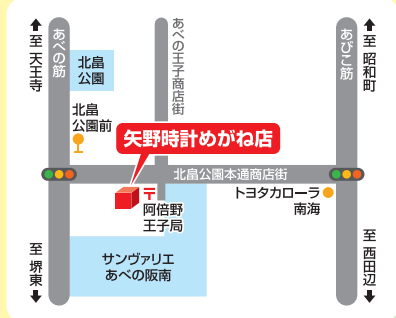 至 天王寺
あべの筋
北畠
公園
あべの王子商店街
あびこ筋
至 昭和町
北畠
公園前
矢野時計めがね店
北畠公園本通商店街
〒
阿倍野
王子局
トヨタカローラ
南海
至 堺東
サンヴァリエ
あべの阪南
至 西田辺